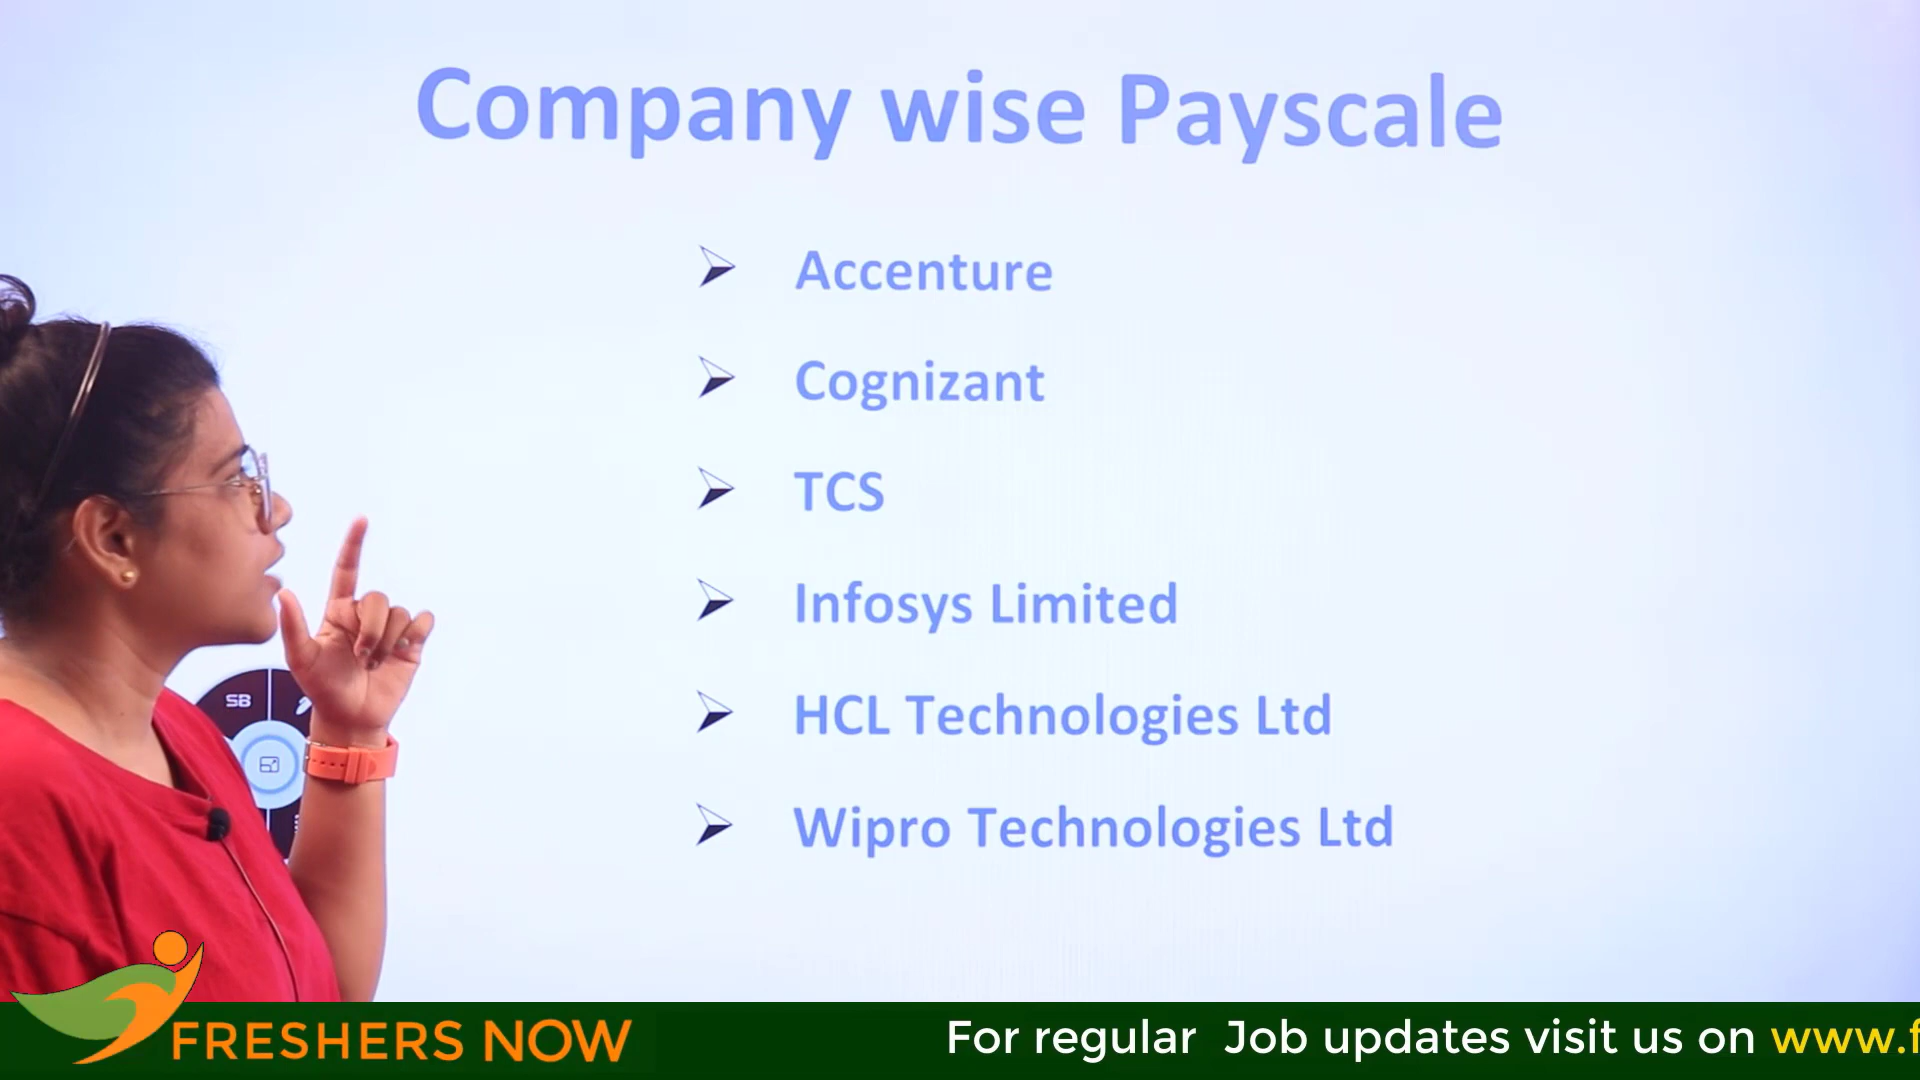 Company wise Payscale
Accenture
Cognizant
TCS
Infosys Limited
HCL Technologies Ltd
Wipro Technologies Ltd
SB
FRESHERS NOW
For regular Job updates visit us on www.f